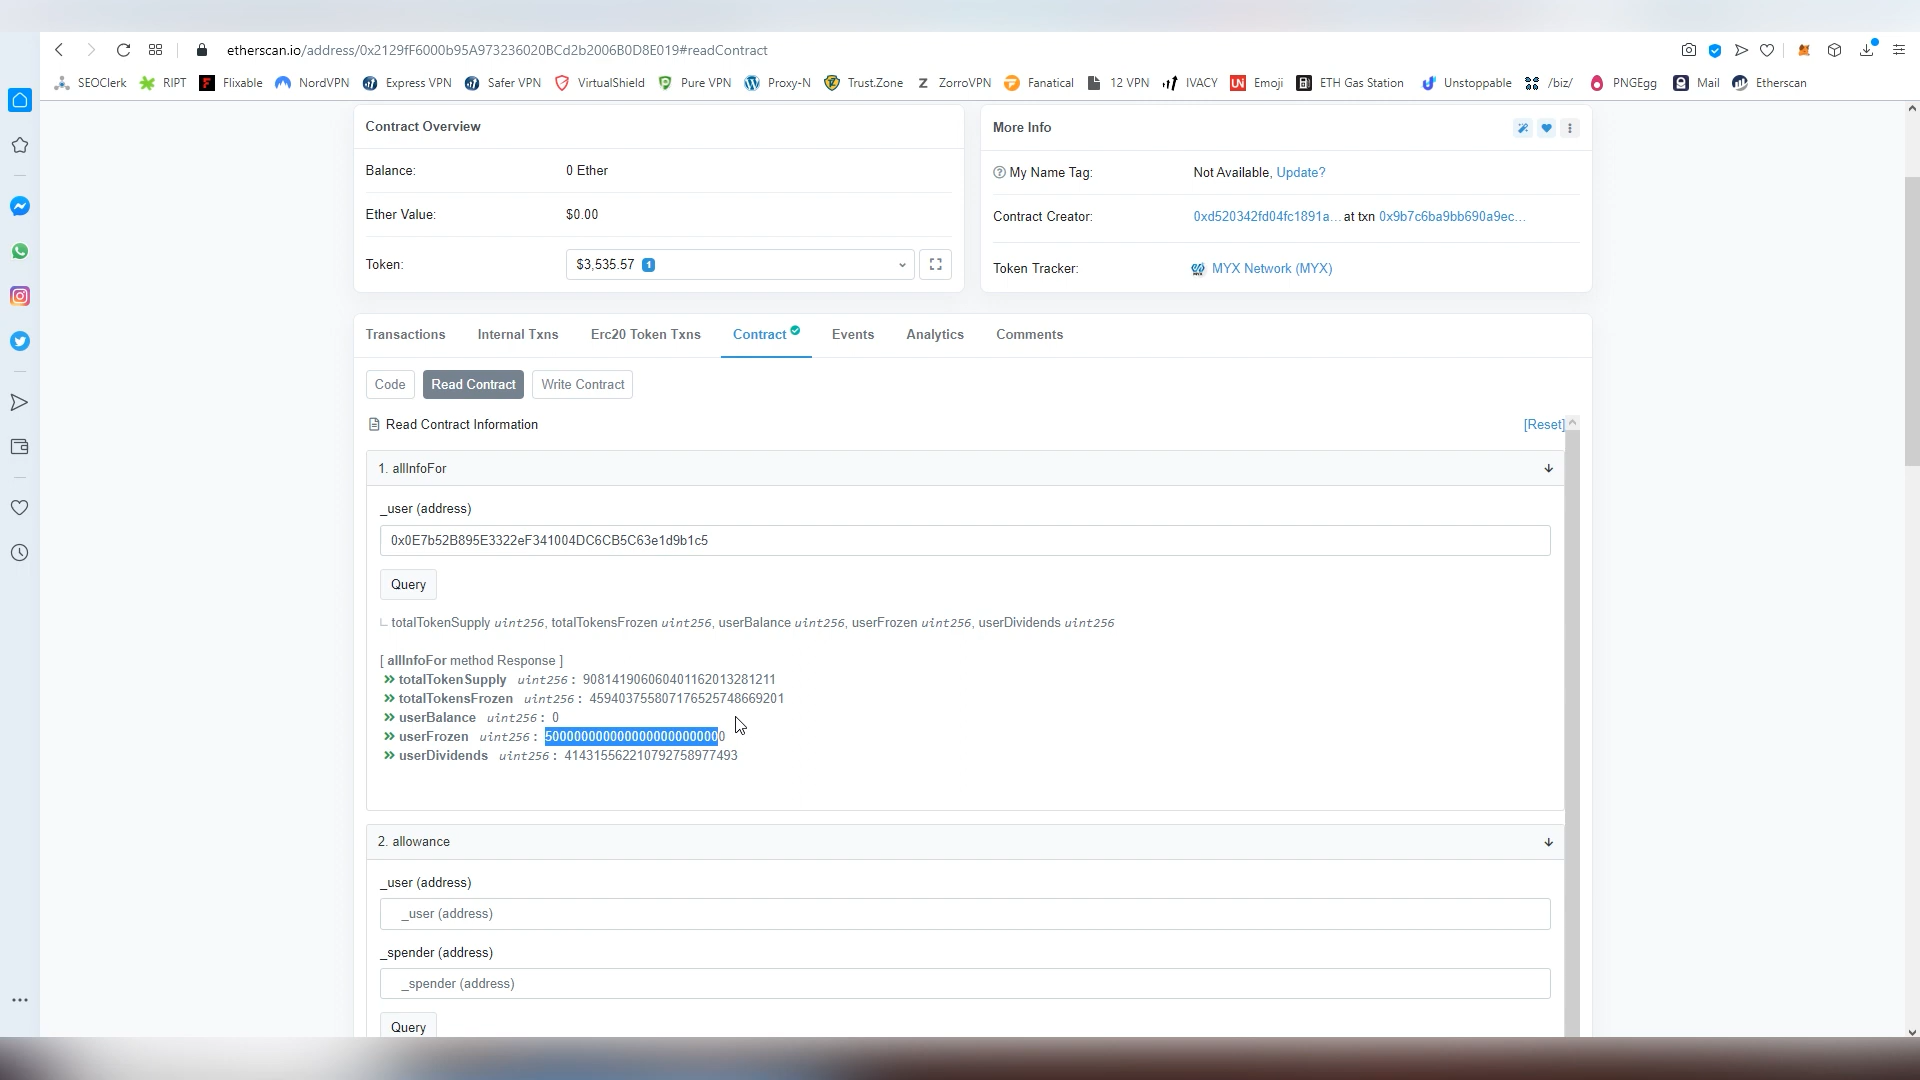 etherscan.io/address/0x2129fF6000b95A973236020BCd2b2006B0D8E019#readContract
SEOClerk RIPT Flixable NordVPN Express VPN Safer VPN VirtualShield Pure VPN Proxy-N Trust.Zone ZorroVPN Fanatical 12 VPN IVACY Emoji ETH Gas Station Unstoppable /biz/ PNGEgg Mail Etherscan
Contract Overview
Balance: 0 Ether
Ether Value: $0.00
Token: $3,535.57 1
More Info
My Name Tag: Not Available, Update?
Contract Creator: 0xd520342fd04fc1891a... at txn 0x9b7c6ba9bb690a9ec...
Token Tracker: MYX Network (MYX)
Transactions Internal Txns Erc20 Token Txns Contract Events Analytics Comments
Code Read Contract Write Contract
Read Contract Information [Reset]
1. allInfoFor
_user (address)
0x0E7b52B895E3322eF341004DC6CB5C63e1d9b1c5
Query
totalTokenSupply uint256, totalTokensFrozen uint256, userBalance uint256, userFrozen uint256, userDividends uint256
[ allInfoFor method Response ]
totalTokenSupply uint256 : 908141906060401162013281211
totalTokensFrozen uint256 : 459403755807176525748669201
userBalance uint256 : 0
userFrozen uint256 :
userDividends uint256 : 414315562210792758977493
2. allowance
_user (address)
_user (address)
_spender (address)
_spender (address)
Query